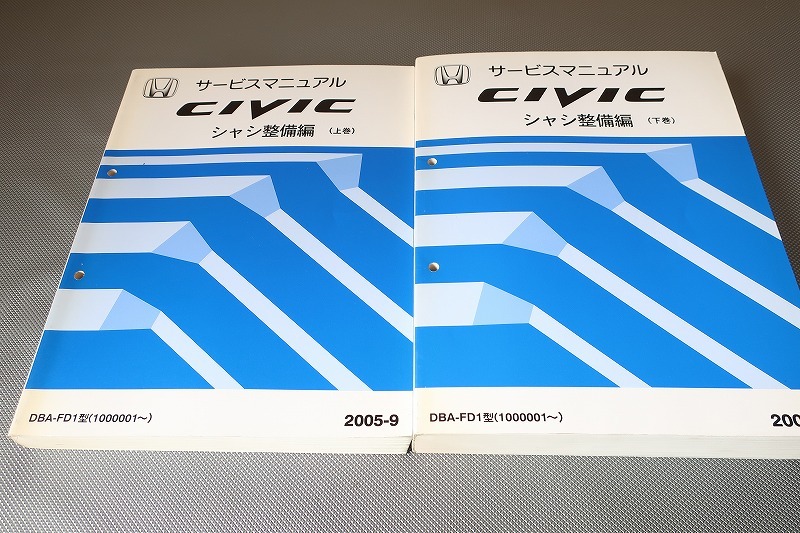 サービスマニュアル
CIVIC
シャシ整備編 (上巻)
DBA-FD1型(1000001〜)
2005-9
サービスマニュアル
CIVIC
シャシ整備編 (下巻)
DBA-FD1型(1000001〜)
200